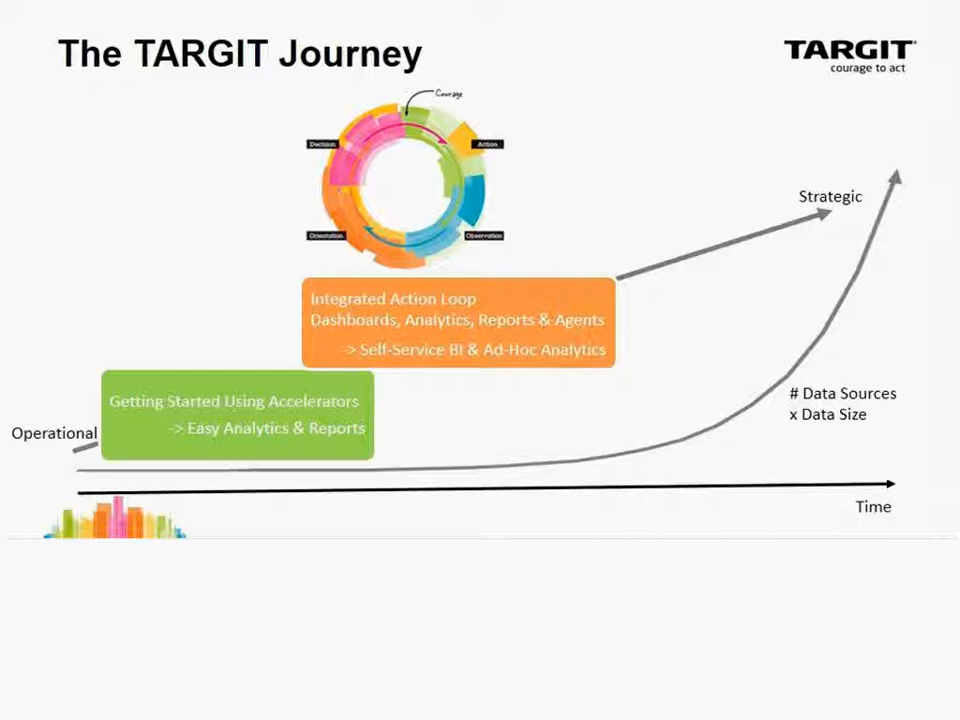 The TARGIT Journey
TARGIT
courage to act
Courage
Decision
Action
Orientation
Observation
Strategic
Integrated Action Loop
Dashboards, Analytics, Reports & Agents
-> Self-Service BI & Ad-Hoc Analytics
Getting Started Using Accelerators
-> Easy Analytics & Reports
Operational
# Data Sources
x Data Size
Time